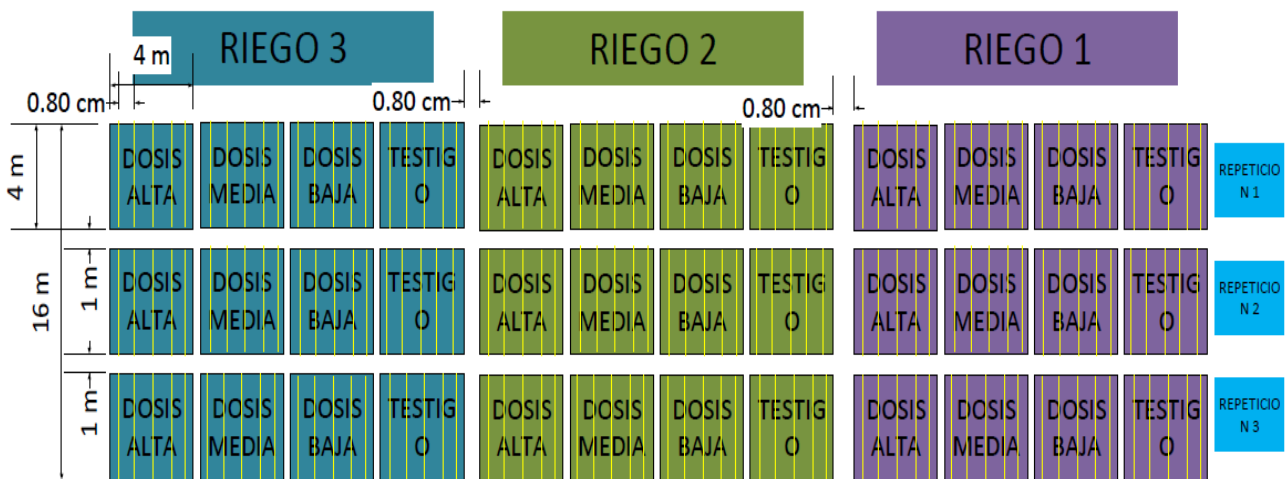 RIEGO 3
RIEGO 2
RIEGO 1
4 m
0.80 cm
0.80 cm
0.80 cm
4 m
16 m
1 m
1 m
DOSIS
ALTA
DOSIS
MEDIA
DOSIS
BAJA
TESTIG
O
DOSIS
ALTA
DOSIS
MEDIA
DOSIS
BAJA
TESTIG
O
DOSIS
ALTA
DOSIS
MEDIA
DOSIS
BAJA
TESTIG
O
REPETICIO
N 1
DOSIS
ALTA
DOSIS
MEDIA
DOSIS
BAJA
TESTIG
O
DOSIS
ALTA
DOSIS
MEDIA
DOSIS
BAJA
TESTIG
O
DOSIS
ALTA
DOSIS
MEDIA
DOSIS
BAJA
TESTIG
O
REPETICIO
N 2
DOSIS
ALTA
DOSIS
MEDIA
DOSIS
BAJA
TESTIG
O
DOSIS
ALTA
DOSIS
MEDIA
DOSIS
BAJA
TESTIG
O
DOSIS
ALTA
DOSIS
MEDIA
DOSIS
BAJA
TESTIG
O
REPETICIO
N 3